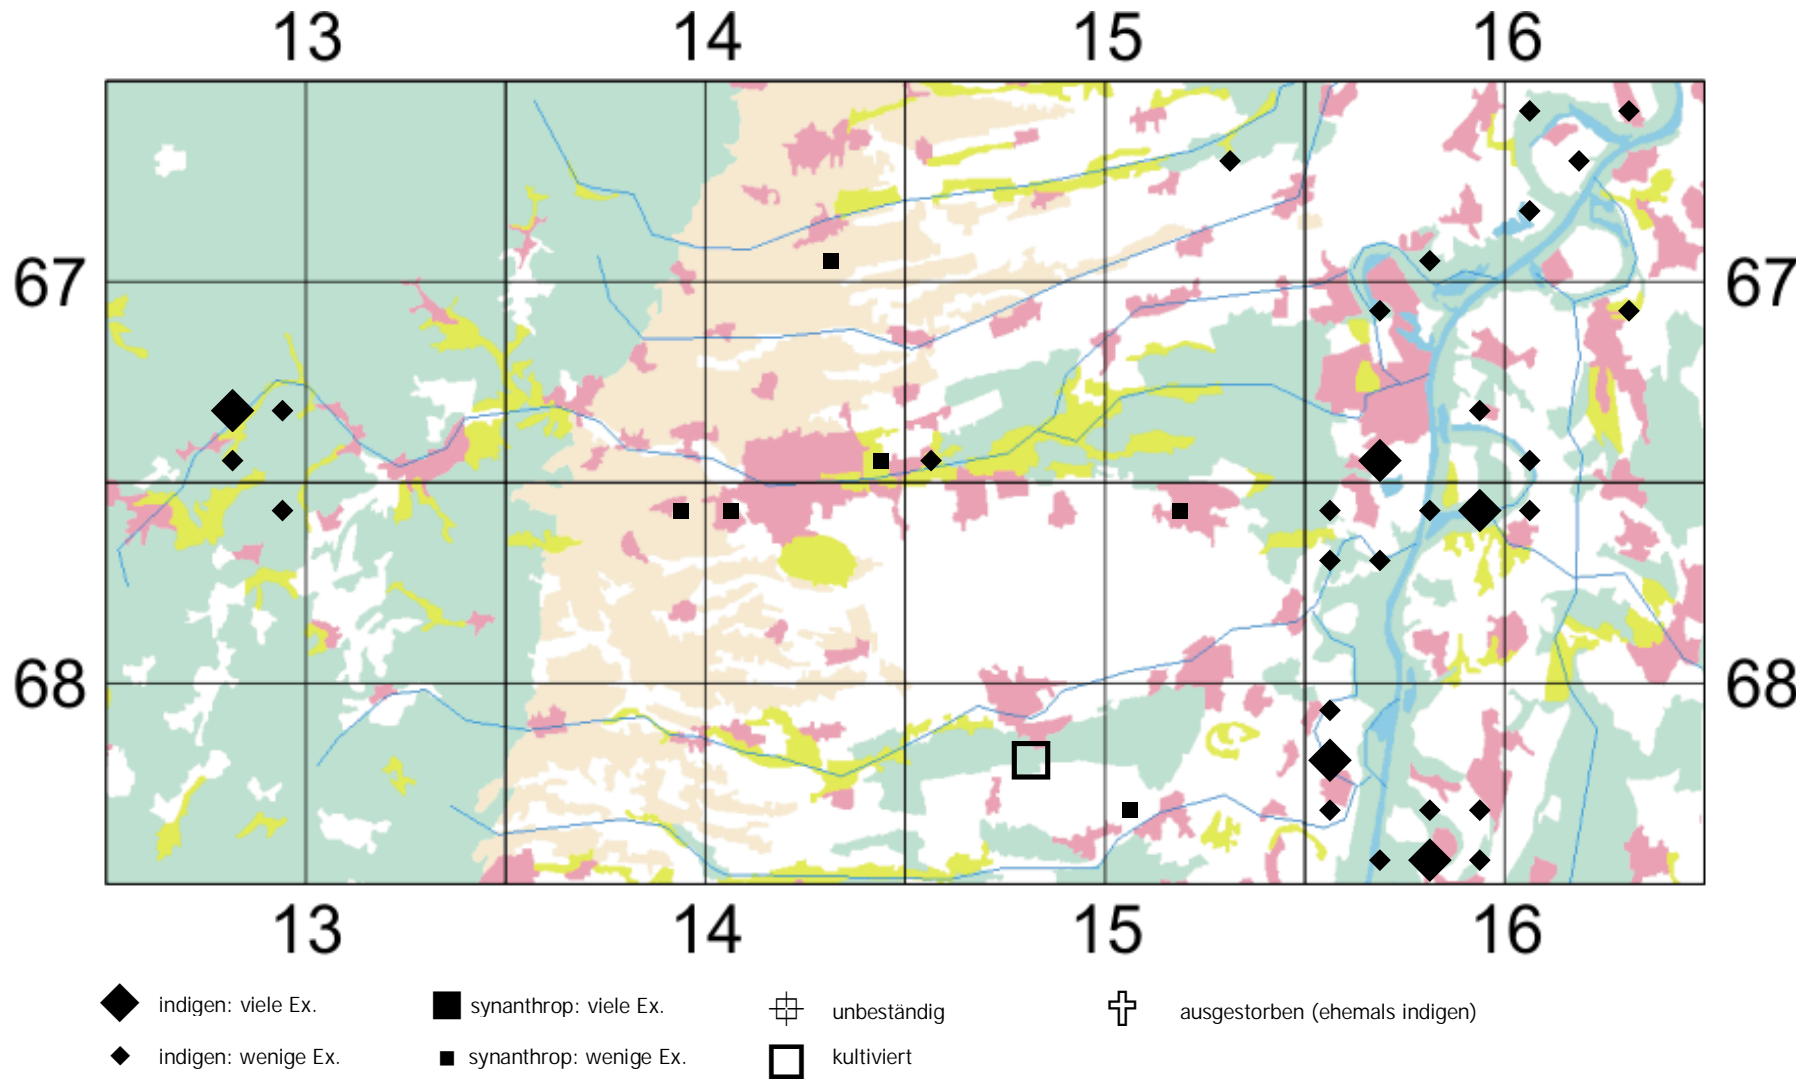 13 14 15 16
67 67
68 68
13 14 15 16
indigen: viele Ex. synanthrop: viele Ex. unbeständig ausgestorben (ehemals indigen)
indigen: wenige Ex. synanthrop: wenige Ex. kultiviert